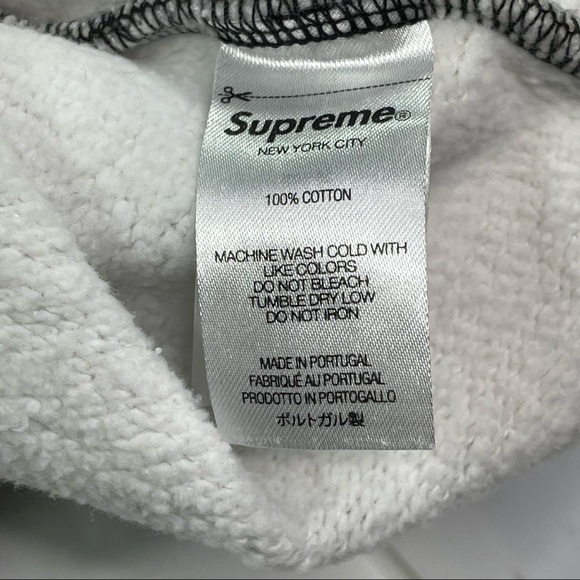 Supreme®
NEW YORK CITY
100% COTTON
MACHINE WASH COLD WITH
LIKE COLORS
DO NOT BLEACH
TUMBLE DRY LOW
DO NOT IRON
MADE IN PORTUGAL
FABRIQUÉ AU PORTUGAL
PRODOTTO IN PORTOGALLO
ポルトガル製